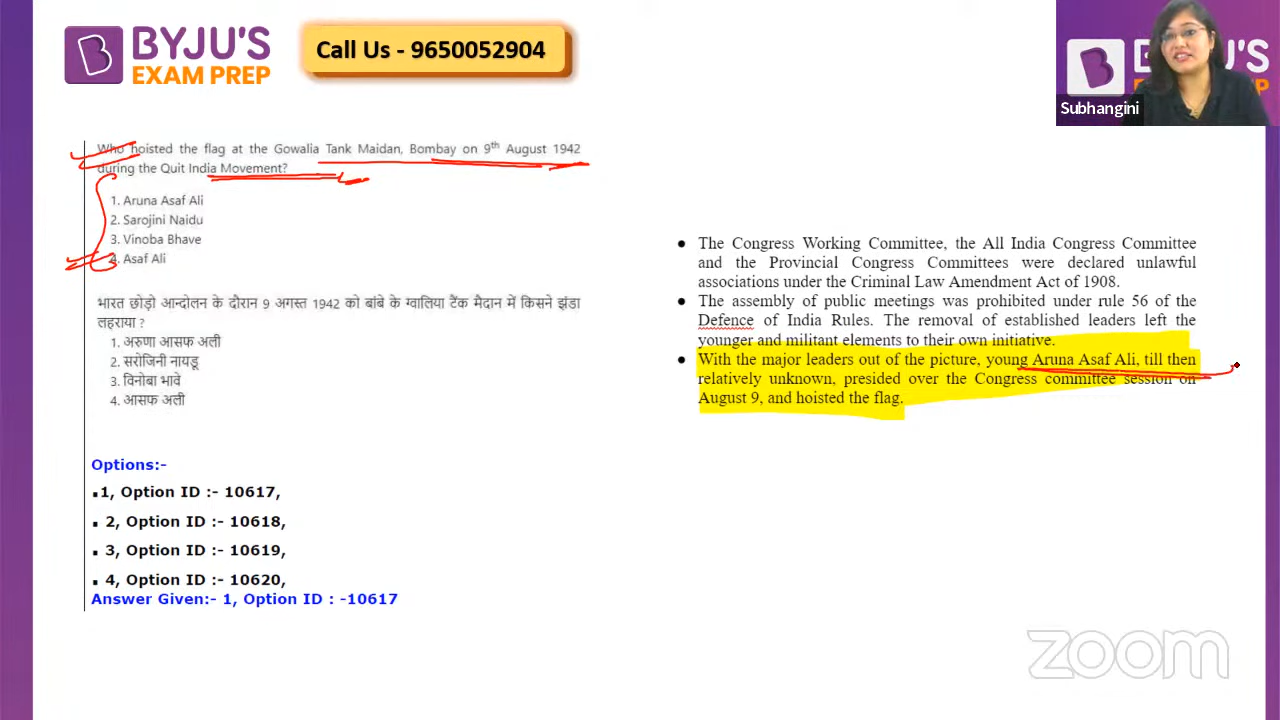 BYJU'S
EXAM PREP
Call Us - 9650052904
Subhangini
Who hoisted the flag at the Gowalia Tank Maidan, Bombay on 9th August 1942
during the Quit India Movement?
1. Aruna Asaf Ali
2. Sarojini Naidu
3. Vinoba Bhave
4. Asaf Ali
भारत छोड़ो आन्दोलन के दौरान 9 अगस्त 1942 को बांबे के ग्वालिया टैंक मैदान में किसने झंडा
लहराया ?
1. अरुणा आसफ अली
2. सरोजिनी नायडू
3. विनोबा भावे
4. आसफ अली
Options:-
1, Option ID :- 10617,
2, Option ID :- 10618,
3, Option ID :- 10619,
4, Option ID :- 10620,
Answer Given:- 1, Option ID : -10617
• The Congress Working Committee, the All India Congress Committee
and the Provincial Congress Committees were declared unlawful
associations under the Criminal Law Amendment Act of 1908.
• The assembly of public meetings was prohibited under rule 56 of the
Defence of India Rules. The removal of established leaders left the
younger and militant elements to their own initiative.
• With the major leaders out of the picture, young Aruna Asaf Ali, till then
relatively unknown, presided over the Congress committee session on
August 9, and hoisted the flag.
zoom